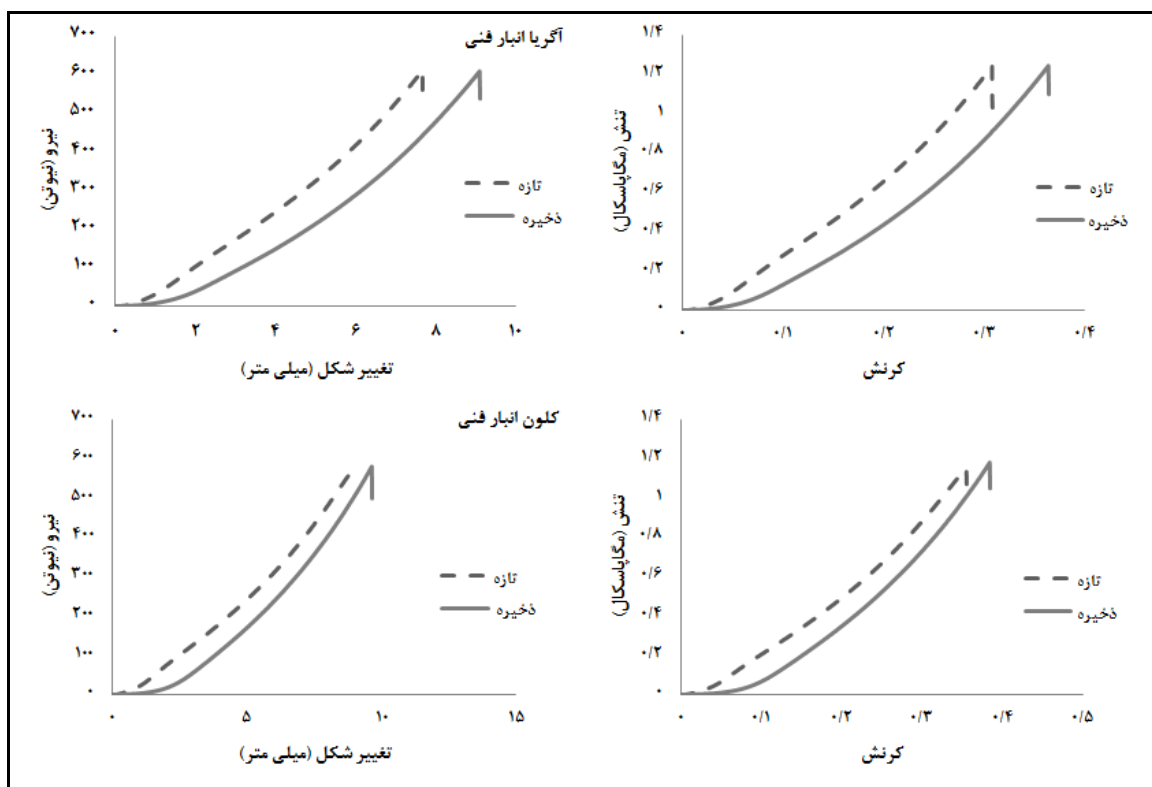 آگریا انبار فنی
نیرو (نیوتن)
۷۰۰
۶۰۰
۵۰۰
۴۰۰
۳۰۰
۲۰۰
۱۰۰
۰
۰ ۲ ۴ ۶ ۸ ۱۰
تغییر شکل (میلی متر)
تازه
ذخیره
تنش (مگاپاسکال)
۱/۴
۱/۲
۱
۰/۸
۰/۶
۰/۴
۰/۲
۰
۰ ۰/۱ ۰/۲ ۰/۳ ۰/۴
کرنش
تازه
ذخیره
کلون انبار فنی
نیرو (نیوتن)
۷۰۰
۶۰۰
۵۰۰
۴۰۰
۳۰۰
۲۰۰
۱۰۰
۰
۰ ۵ ۱۰ ۱۵
تغییر شکل (میلی متر)
تازه
ذخیره
تنش (مگاپاسکال)
۱/۴
۱/۲
۱
۰/۸
۰/۶
۰/۴
۰/۲
۰
۰ ۰/۱ ۰/۲ ۰/۳ ۰/۴ ۰/۵
کرنش
تازه
ذخیره